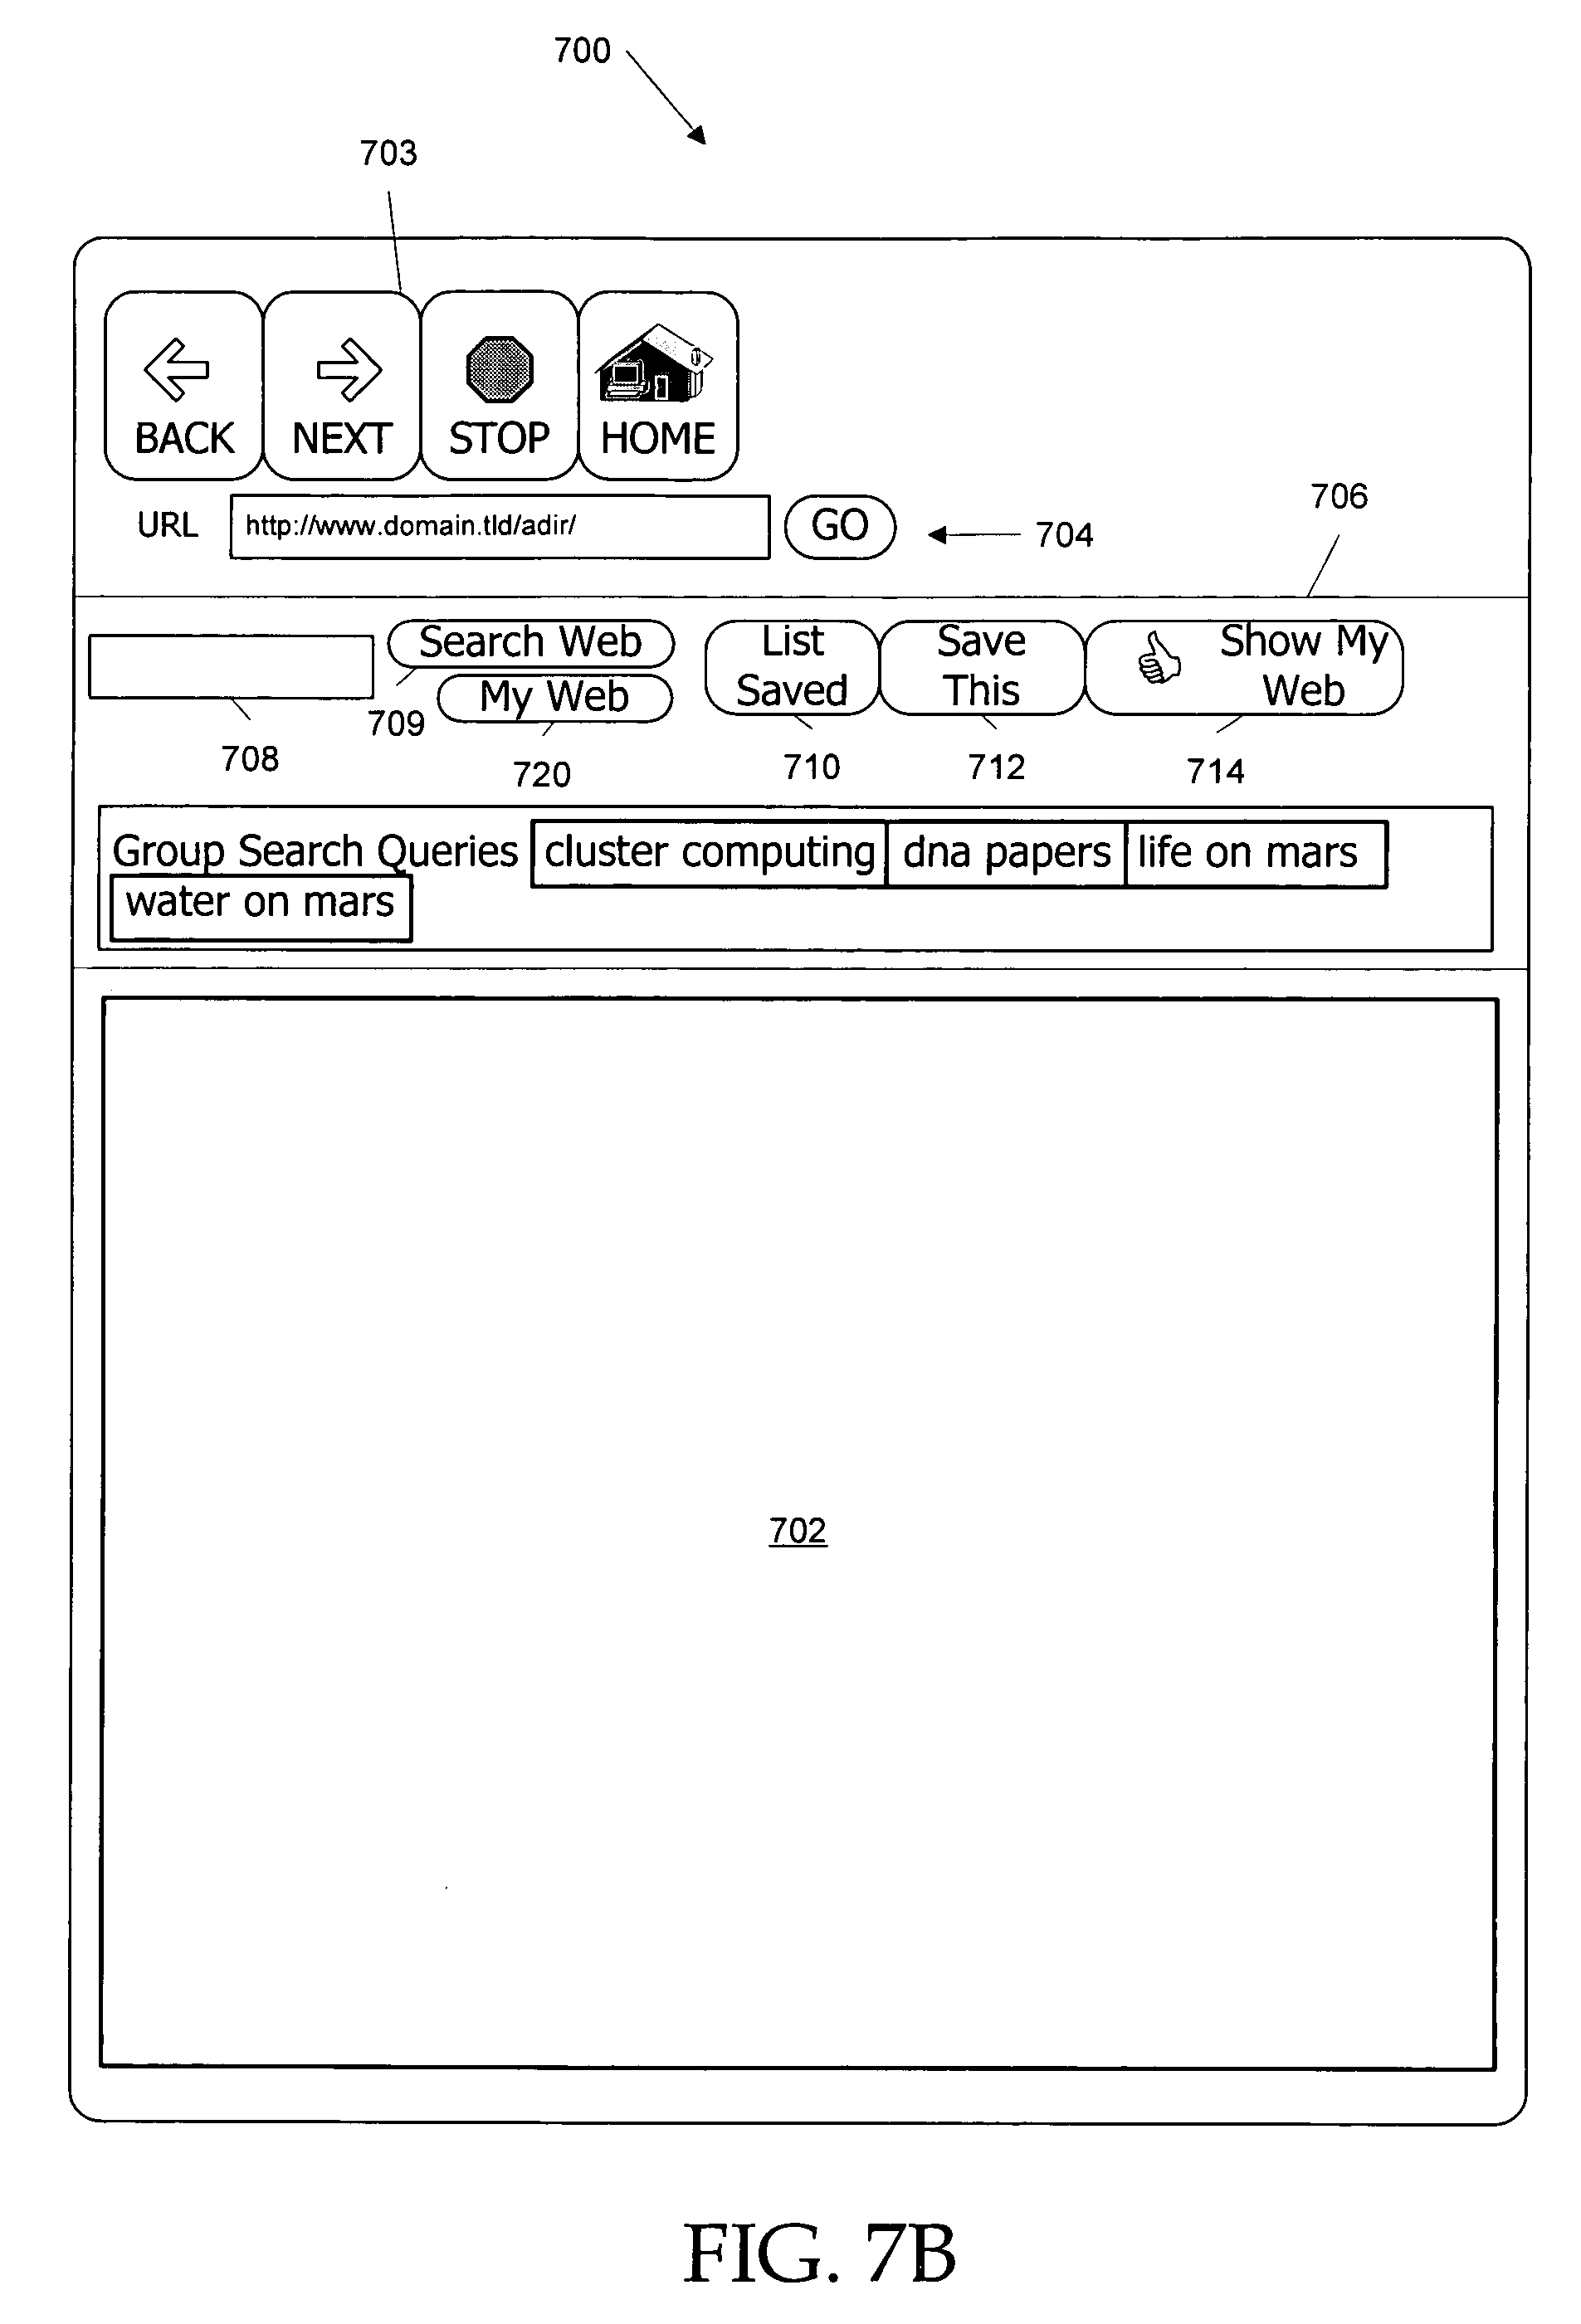 700
703
BACK NEXT STOP HOME
706
URL http://www.domain.tld/adir/ GO 704
Search Web List Saved Save This Show My Web
My Web
709
708 720 710 712 714
Group Search Queries cluster computing dna papers life on mars
water on mars
702
FIG. 7B